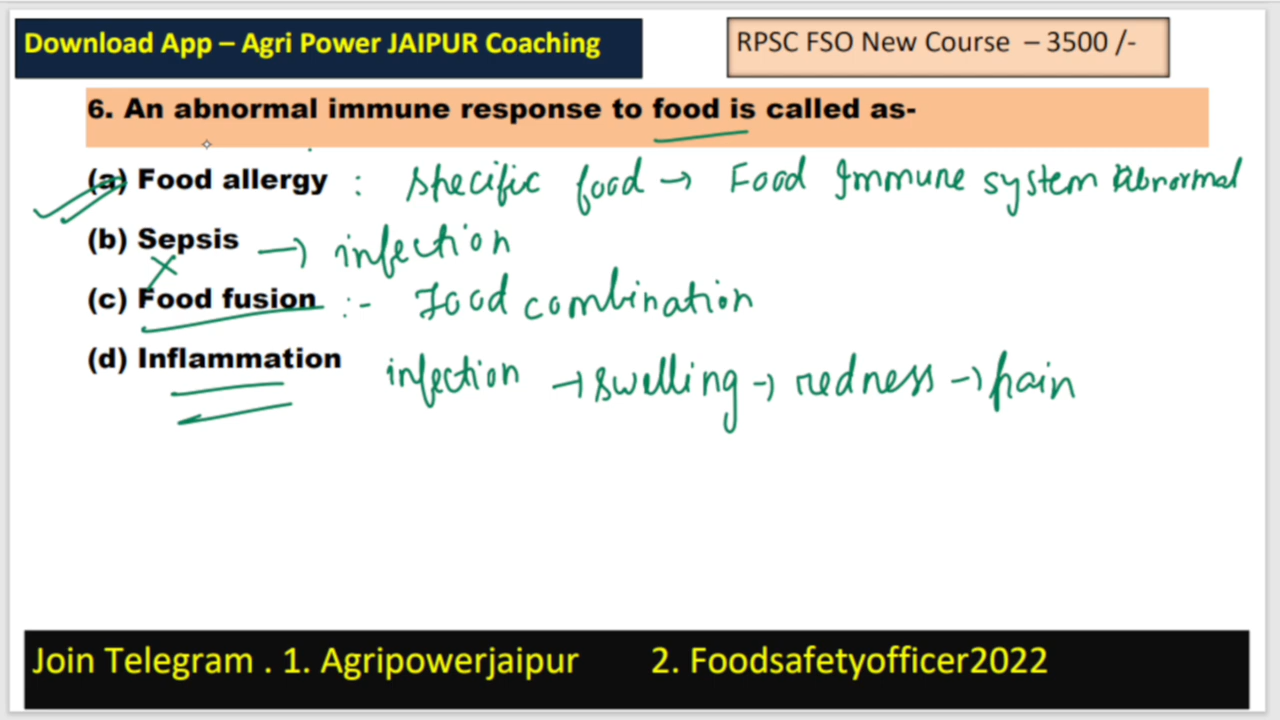 Download App – Agri Power JAIPUR Coaching
RPSC FSO New Course – 3500 /-
6. An abnormal immune response to food is called as-
(a) Food allergy : specific food → Food Immune system Abnormal
(b) Sepsis → infection
(c) Food fusion :- Food combination
(d) Inflammation infection → swelling → redness → pain
Join Telegram . 1. Agripowerjaipur 2. Foodsafetyofficer2022